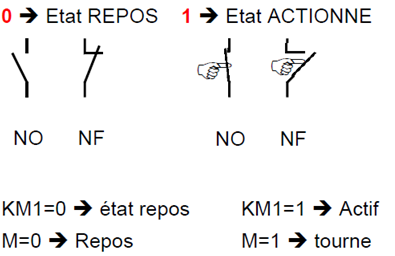 0 ➔ Etat REPOS 1 ➔ Etat ACTIONNE
NO NF NO NF
KM1=0 ➔ état repos KM1=1 ➔ Actif
M=0 ➔ Repos M=1 ➔ tourne